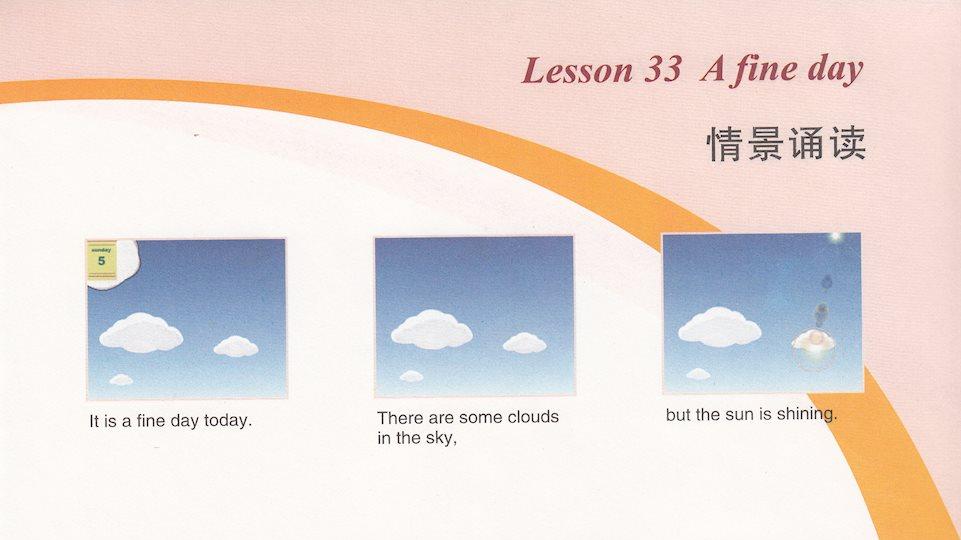 Lesson 33 A fine day
情景诵读
sunday
5
It is a fine day today.
There are some clouds
in the sky,
but the sun is shining.